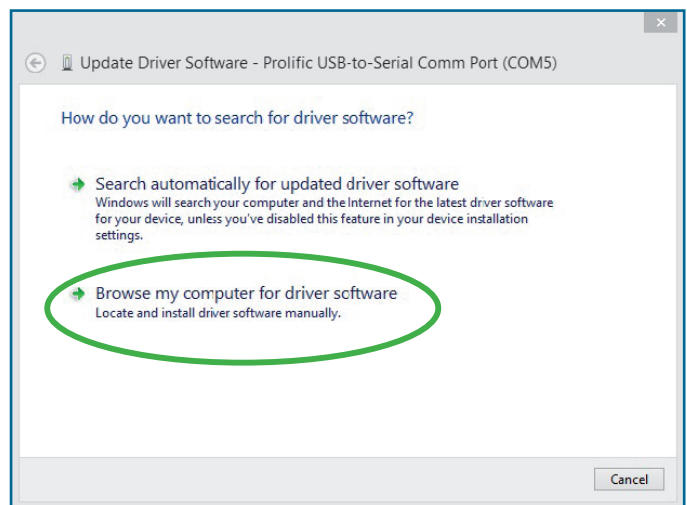 Update Driver Software - Prolific USB-to-Serial Comm Port (COM5)
How do you want to search for driver software?
Search automatically for updated driver software
Windows will search your computer and the Internet for the latest driver software
for your device, unless you've disabled this feature in your device installation
settings.
Browse my computer for driver software
Locate and install driver software manually.
Cancel